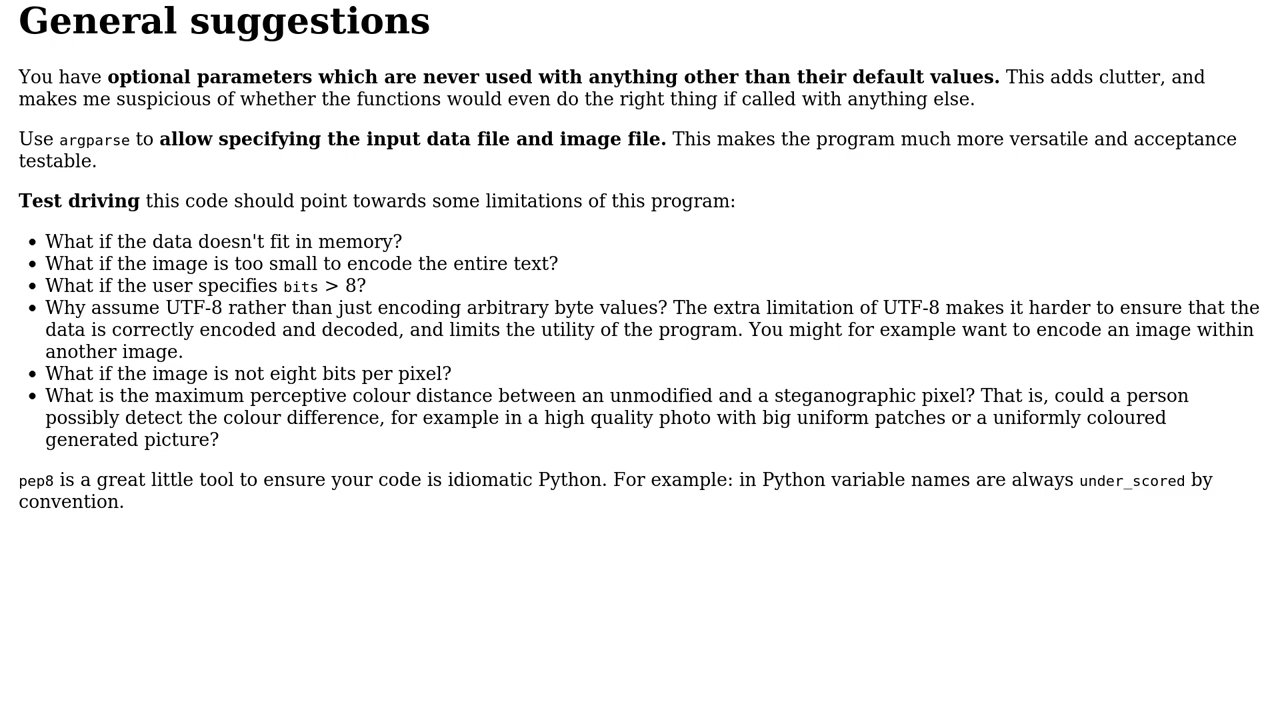 General suggestions
You have optional parameters which are never used with anything other than their default values. This adds clutter, and
makes me suspicious of whether the functions would even do the right thing if called with anything else.
Use argparse to allow specifying the input data file and image file. This makes the program much more versatile and acceptance
testable.
Test driving this code should point towards some limitations of this program:
• What if the data doesn't fit in memory?
• What if the image is too small to encode the entire text?
• What if the user specifies bits > 8?
• Why assume UTF-8 rather than just encoding arbitrary byte values? The extra limitation of UTF-8 makes it harder to ensure that the
data is correctly encoded and decoded, and limits the utility of the program. You might for example want to encode an image within
another image.
• What if the image is not eight bits per pixel?
• What is the maximum perceptive colour distance between an unmodified and a steganographic pixel? That is, could a person
possibly detect the colour difference, for example in a high quality photo with big uniform patches or a uniformly coloured
generated picture?
pep8 is a great little tool to ensure your code is idiomatic Python. For example: in Python variable names are always under_scored by
convention.